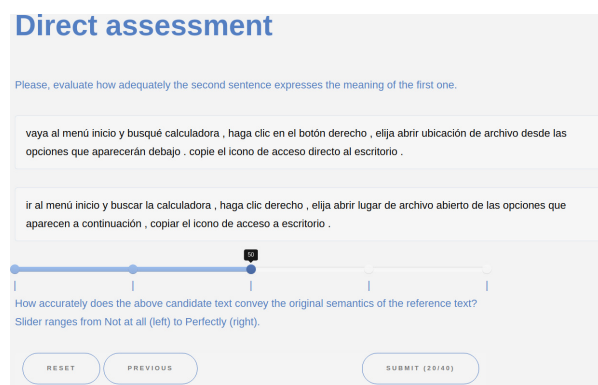 Direct assessment
Please, evaluate how adequately the second sentence expresses the meaning of the first one.
vaya al menú inicio y busqué calculadora , haga clic en el botón derecho , elija abrir ubicación de archivo desde las
opciones que aparecerán debajo . copie el icono de acceso directo al escritorio .
ir al menú inicio y buscar la calculadora , haga clic derecho , elija abrir lugar de archivo abierto de las opciones que
aparecen a continuación , copiar el icono de acceso a escritorio .
50
How accurately does the above candidate text convey the original semantics of the reference text?
Slider ranges from Not at all (left) to Perfectly (right).
RESET PREVIOUS SUBMIT (20/40)